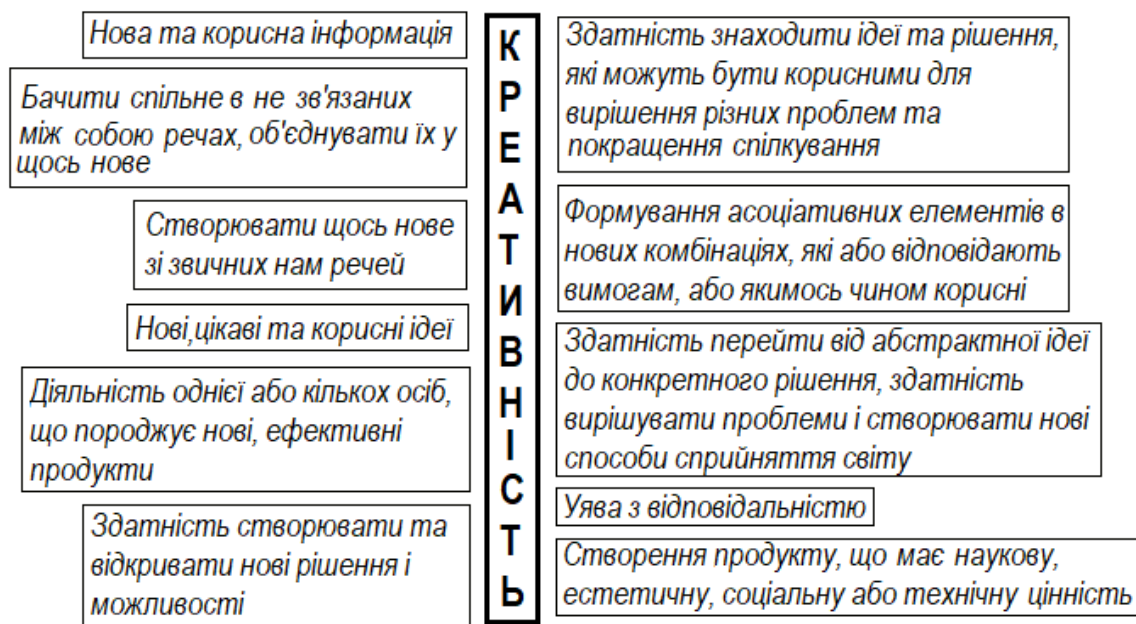 Нова та корисна інформація
Бачити спільне в не зв'язаних
між собою речах, об'єднувати їх у
щось нове
Створювати щось нове
зі звичних нам речей
Нові,цікаві та корисні ідеї
Діяльність однієї або кількох осіб,
що породжує нові, ефективні
продукти
Здатність створювати та
відкривати нові рішення і
можливості
К
Р
Е
А
Т
И
В
Н
І
С
Т
Ь
Здатність знаходити ідеї та рішення,
які можуть бути корисними для
вирішення різних проблем та
покращення спілкування
Формування асоціативних елементів в
нових комбінаціях, які або відповідають
вимогам, або якимось чином корисні
Здатність перейти від абстрактної ідеї
до конкретного рішення, здатність
вирішувати проблеми і створювати нові
способи сприйняття світу
Уява з відповідальністю
Створення продукту, що має наукову,
естетичну, соціальну або технічну цінність